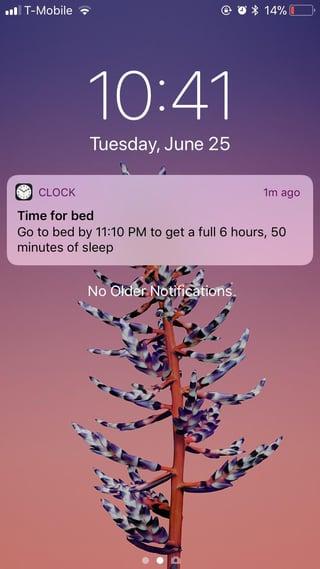 T-Mobile 14%
10:41
Tuesday, June 25
CLOCK 1m ago
Time for bed
Go to bed by 11:10 PM to get a full 6 hours, 50
minutes of sleep
No Older Notifications